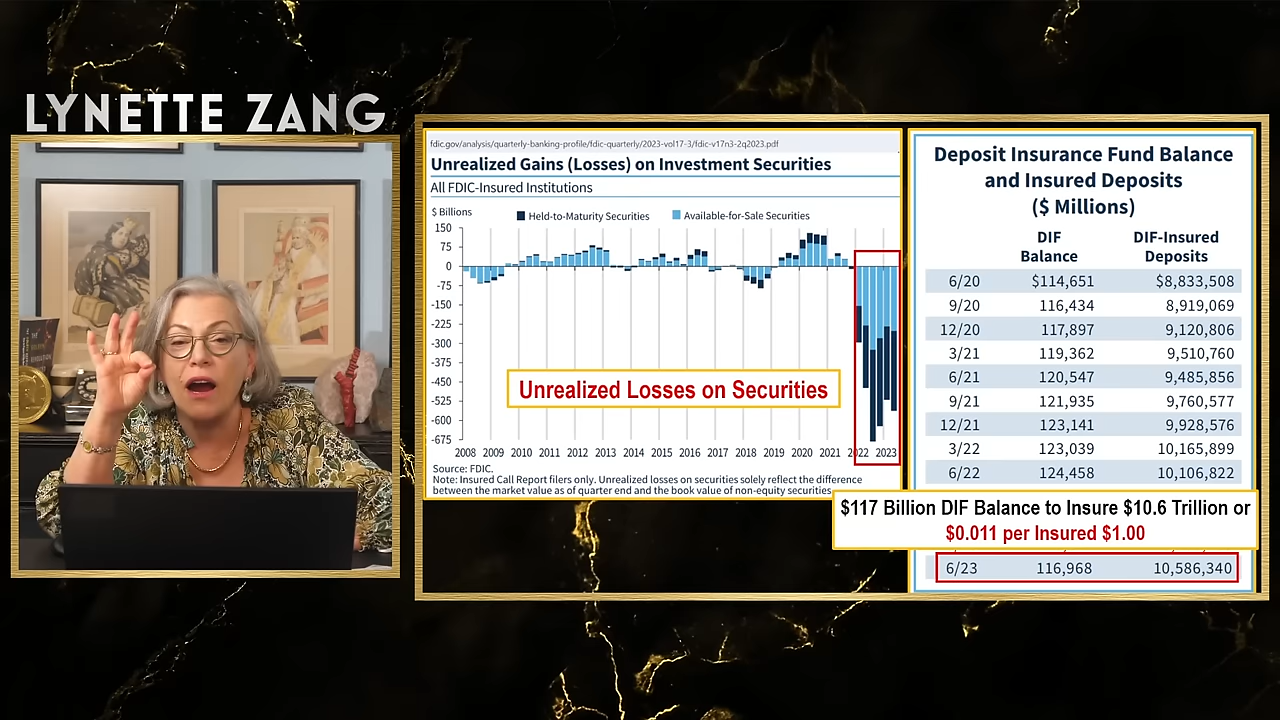 LYNETTE ZANG
fdic.gov/analysis/quarterly-banking-profile/fdic-quarterly/2023-vol17-3/fdic-v17n3-2q2023.pdf
Unrealized Gains (Losses) on Investment Securities
All FDIC-Insured Institutions
$ Billions
Held-to-Maturity Securities
Available-for-Sale Securities
150
75
0
-75
-150
-225
-300
-375
-450
-525
-600
-675
2008 2009 2010 2011 2012 2013 2014 2015 2016 2017 2018 2019 2020 2021 2022 2023
Unrealized Losses on Securities
Source: FDIC.
Note: Insured Call Report filers only. Unrealized losses on securities solely reflect the difference
between the market value as of quarter end and the book value of non-equity securities
Deposit Insurance Fund Balance
and Insured Deposits
($ Millions)
DIF Balance
DIF-Insured Deposits
6/20 $114,651 $8,833,508
9/20 116,434 8,919,069
12/20 117,897 9,120,806
3/21 119,362 9,510,760
6/21 120,547 9,485,856
9/21 121,935 9,760,577
12/21 123,141 9,928,576
3/22 123,039 10,165,899
6/22 124,458 10,106,822
$117 Billion DIF Balance to Insure $10.6 Trillion or
$0.011 per Insured $1.00
6/23 116,968 10,586,340